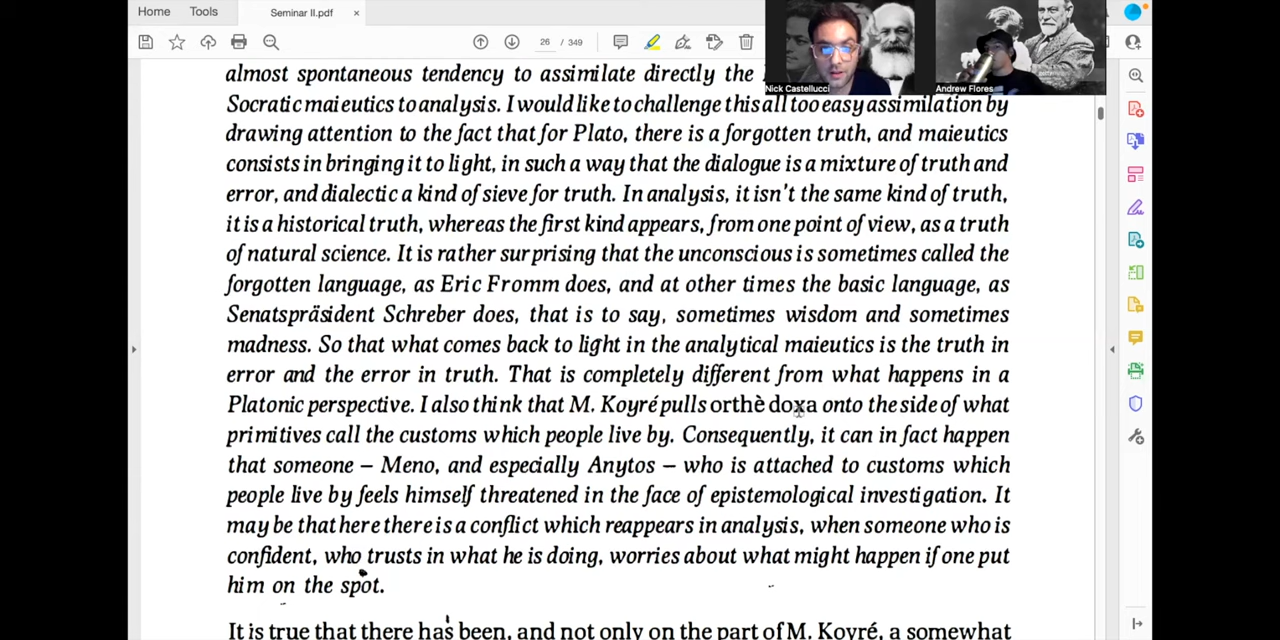 Home Tools Seminar II.pdf ×
26 / 349
Nick Castellucci Andrew Flores
almost spontaneous tendency to assimilate directly the
Socratic maieutics to analysis. I would like to challenge this all too easy assimilation by
drawing attention to the fact that for Plato, there is a forgotten truth, and maieutics
consists in bringing it to light, in such a way that the dialogue is a mixture of truth and
error, and dialectic a kind of sieve for truth. In analysis, it isn't the same kind of truth,
it is a historical truth, whereas the first kind appears, from one point of view, as a truth
of natural science. It is rather surprising that the unconscious is sometimes called the
forgotten language, as Eric Fromm does, and at other times the basic language, as
Senatspräsident Schreber does, that is to say, sometimes wisdom and sometimes
madness. So that what comes back to light in the analytical maieutics is the truth in
error and the error in truth. That is completely different from what happens in a
Platonic perspective. I also think that M. Koyré pulls orthè doxa onto the side of what
primitives call the customs which people live by. Consequently, it can in fact happen
that someone – Meno, and especially Anytos – who is attached to customs which
people live by feels himself threatened in the face of epistemological investigation. It
may be that here there is a conflict which reappears in analysis, when someone who is
confident, who trusts in what he is doing, worries about what might happen if one put
him on the spot.
It is true that there has been, and not only on the part of M. Koyré, a somewhat